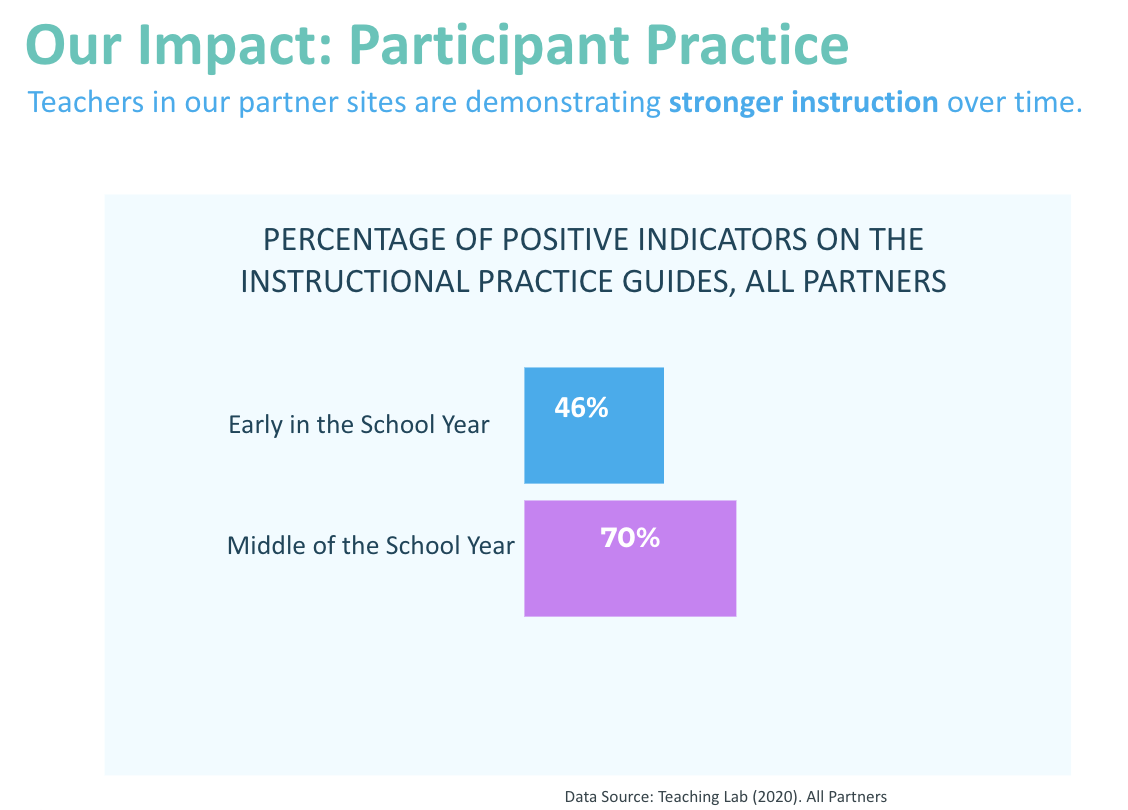 Our Impact: Participant Practice
Teachers in our partner sites are demonstrating stronger instruction over time.
PERCENTAGE OF POSITIVE INDICATORS ON THE
INSTRUCTIONAL PRACTICE GUIDES, ALL PARTNERS
Early in the School Year
46%
Middle of the School Year
70%
Data Source: Teaching Lab (2020). All Partners